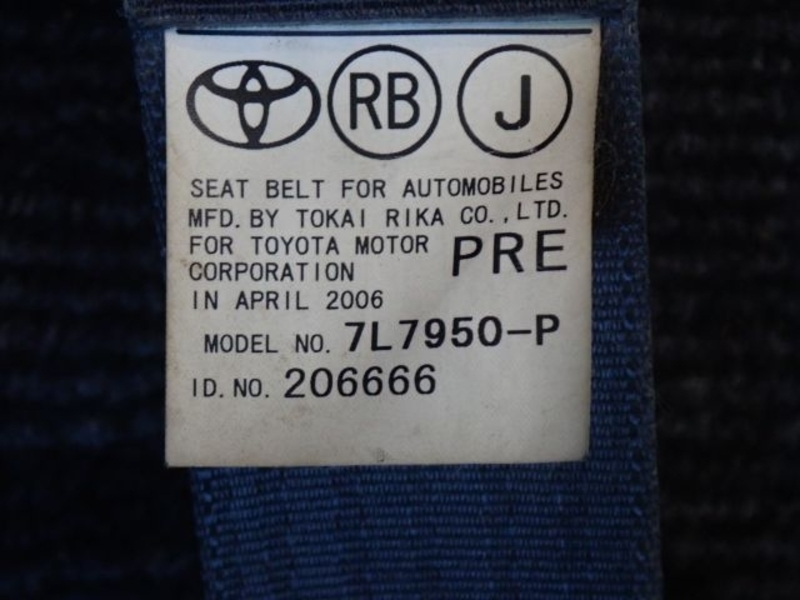 RB J
SEAT BELT FOR AUTOMOBILES
MFD. BY TOKAI RIKA CO., LTD.
FOR TOYOTA MOTOR
CORPORATION
PRE
IN APRIL 2006
MODEL NO. 7L7950-P
ID. NO. 206666